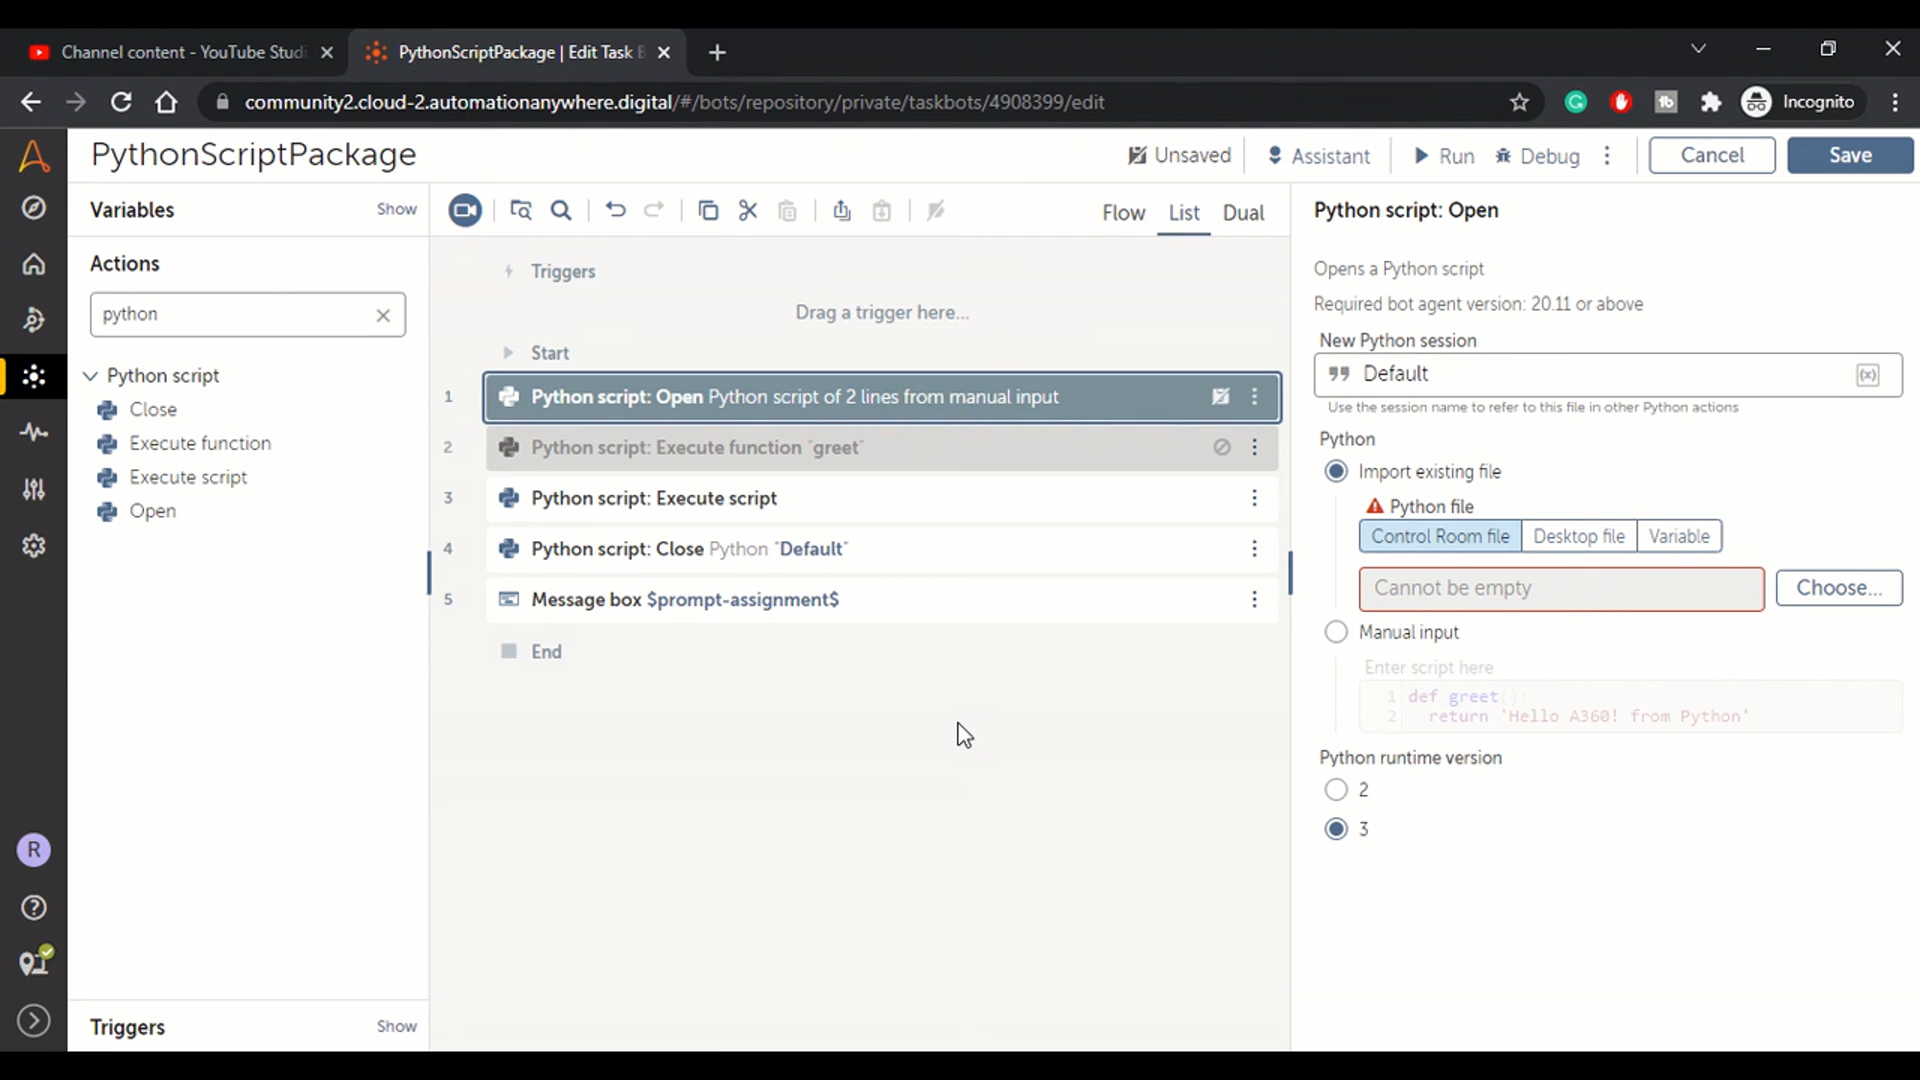 Channel content - YouTube Studi
PythonScriptPackage | Edit Task B
community2.cloud-2.automationanywhere.digital/#/bots/repository/private/taskbots/4908399/edit
Incognito
PythonScriptPackage
Unsaved
Assistant
Run
Debug
Cancel
Save
Variables
Show
Flow
List
Dual
Python script: Open
Actions
python
Python script
Close
Execute function
Execute script
Open
Triggers
Drag a trigger here...
Start
1 Python script: Open Python script of 2 lines from manual input
2 Python script: Execute function "greet"
3 Python script: Execute script
4 Python script: Close Python "Default"
5 Message box $prompt-assignment$
End
Opens a Python script
Required bot agent version: 20.11 or above
New Python session
Default
(x)
Use the session name to refer to this file in other Python actions
Python
Import existing file
Python file
Control Room file
Desktop file
Variable
Cannot be empty
Choose...
Manual input
Enter script here
1 def greet():
2 return 'Hello A360! from Python'
Python runtime version
2
3
R
Triggers
Show